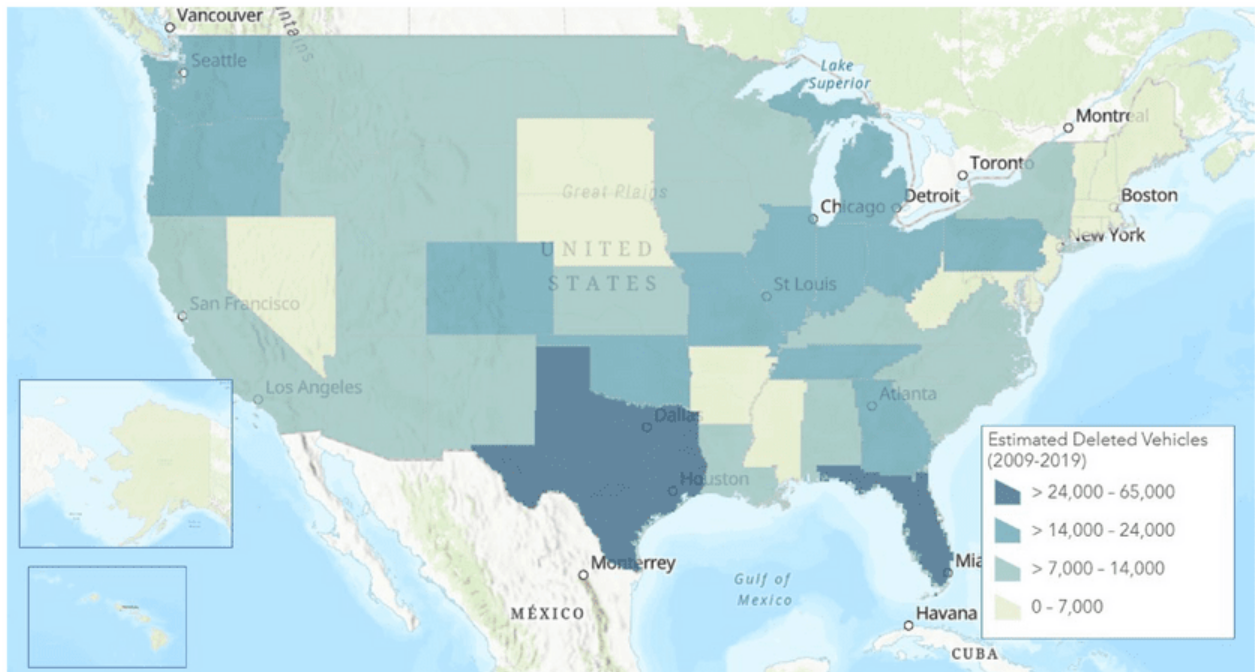 Vancouver
ntains
Seattle
Lake
Superior
Montreal
Toronto
Great Plains
Chicago
Detroit
Boston
New York
UNITED
STATES
St Louis
San Francisco
Los Angeles
Atlanta
Dallas
Houston
Monterrey
MÉXICO
Gulf of
Mexico
Mia
Havana
CUBA
Estimated Deleted Vehicles
(2009-2019)
> 24,000 - 65,000
> 14,000 - 24,000
> 7,000 - 14,000
0 - 7,000